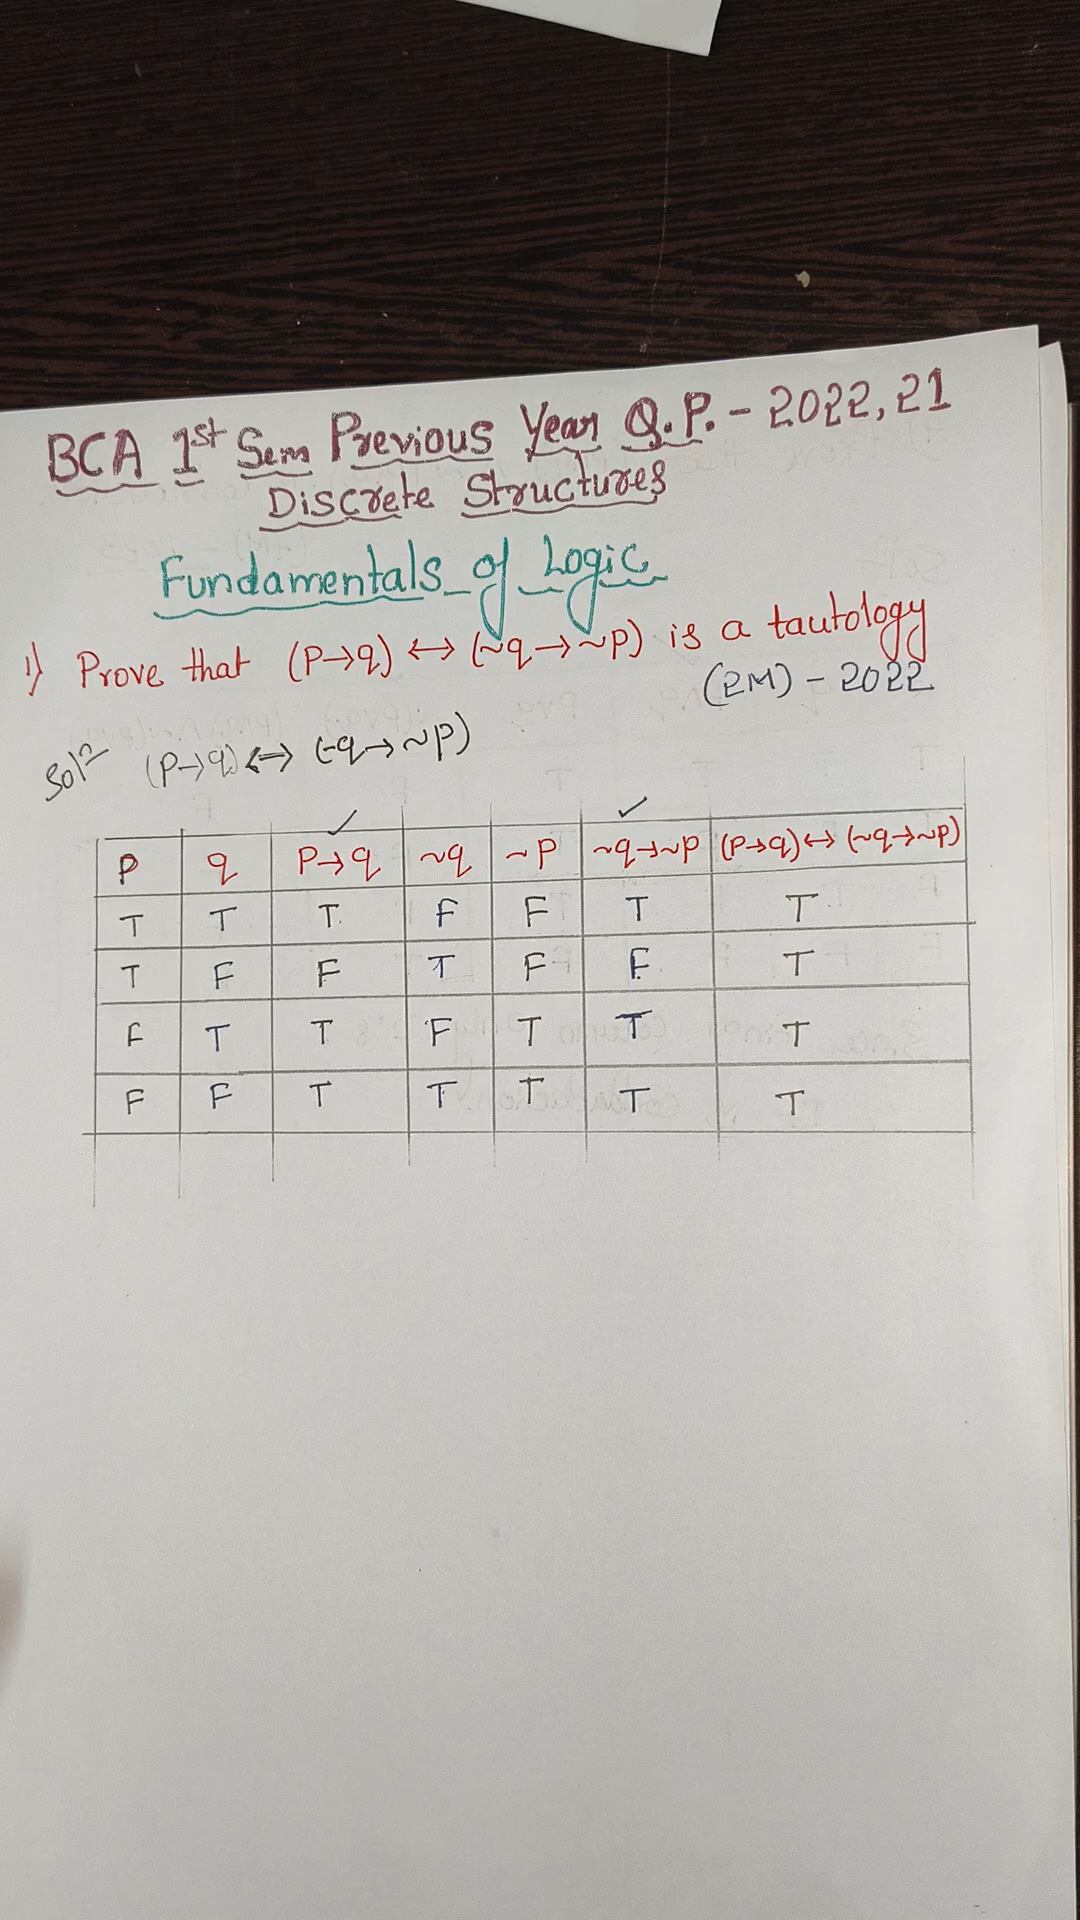 BCA 1st Sem Previous Year Q.P. - 2022, 21
Discrete Structures
Fundamentals of Logic
1) Prove that (P→q) ↔ (~q→~p) is a tautology
(2M) - 2022
Sol? (P→q) ↔ (~q→~p)
P q P→q ~q ~P ~q→~p (P→q)↔(~q→~p)
T T T F F T T
T F F T F F T
F T T F T T T
F F T T T T T